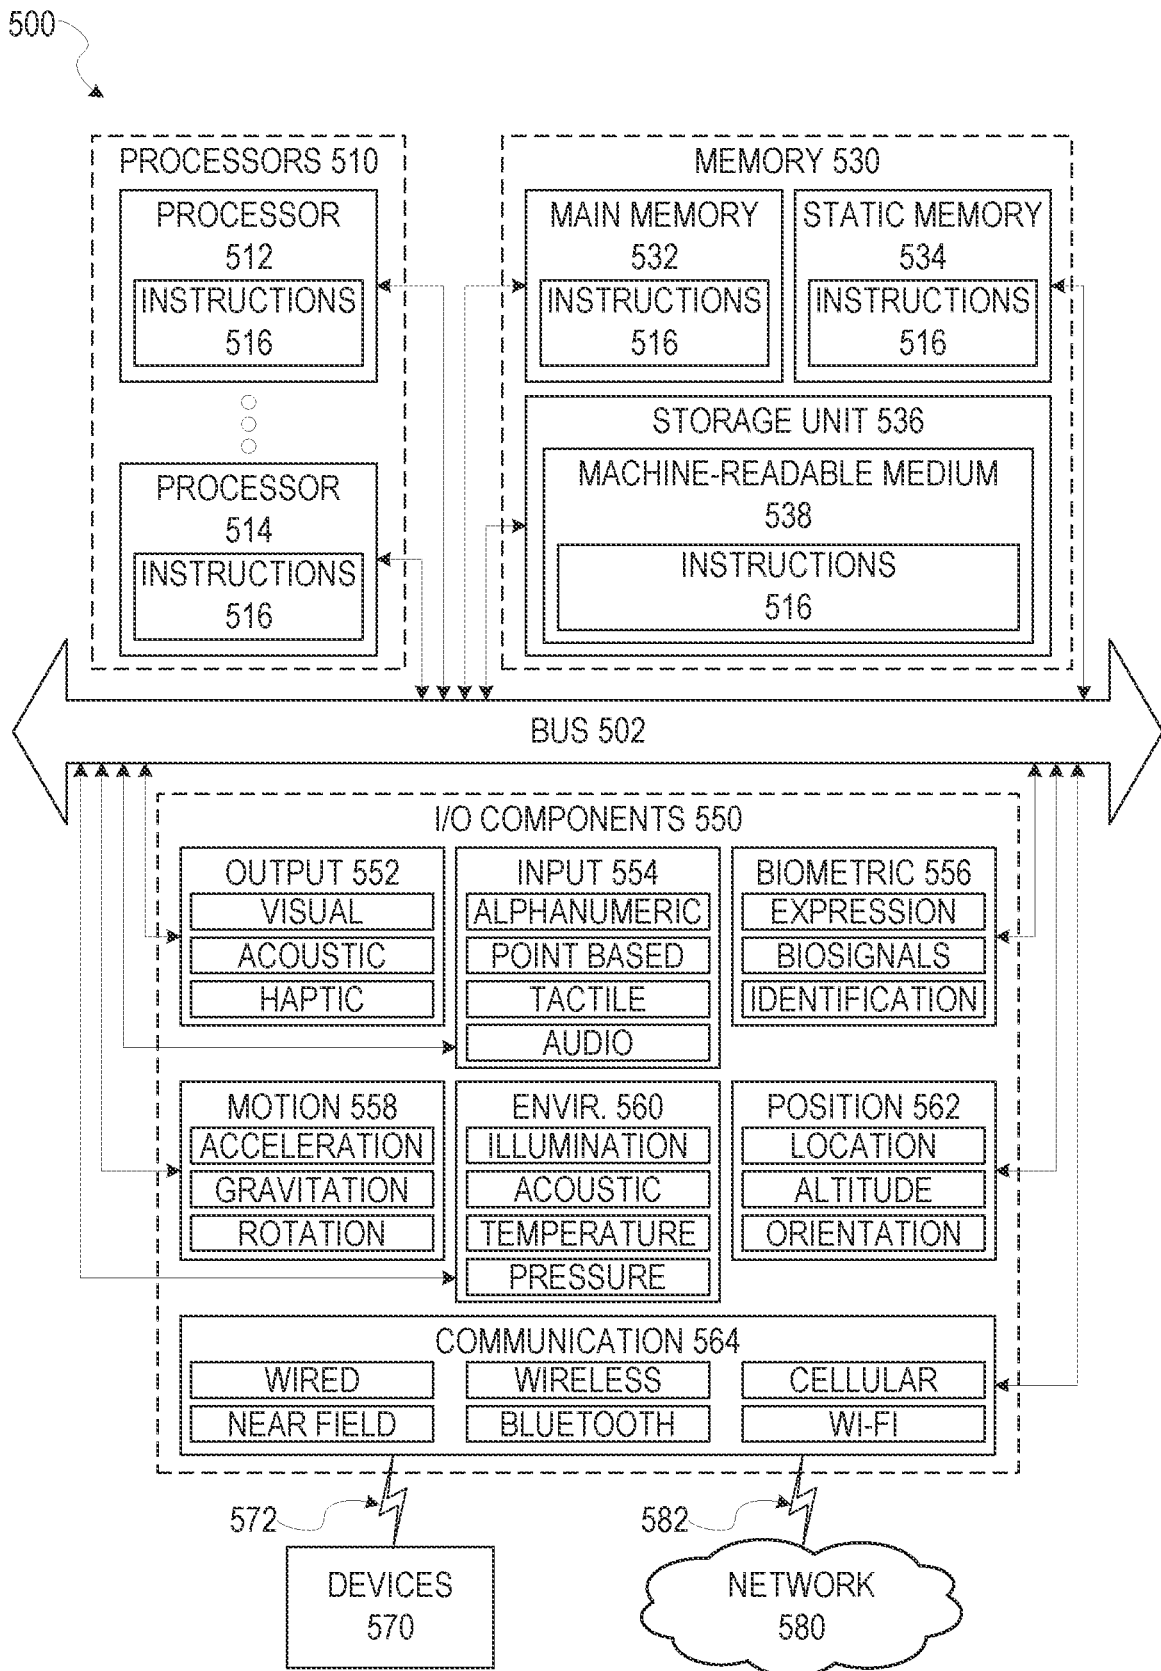 500
PROCESSORS 510
PROCESSOR
512
INSTRUCTIONS
516
PROCESSOR
514
INSTRUCTIONS
516
MEMORY 530
MAIN MEMORY
532
INSTRUCTIONS
516
STATIC MEMORY
534
INSTRUCTIONS
516
STORAGE UNIT 536
MACHINE-READABLE MEDIUM
538
INSTRUCTIONS
516
BUS 502
I/O COMPONENTS 550
OUTPUT 552
VISUAL
ACOUSTIC
HAPTIC
INPUT 554
ALPHANUMERIC
POINT BASED
TACTILE
AUDIO
BIOMETRIC 556
EXPRESSION
BIOSIGNALS
IDENTIFICATION
MOTION 558
ACCELERATION
GRAVITATION
ROTATION
ENVIR. 560
ILLUMINATION
ACOUSTIC
TEMPERATURE
PRESSURE
POSITION 562
LOCATION
ALTITUDE
ORIENTATION
COMMUNICATION 564
WIRED
WIRELESS
CELLULAR
NEAR FIELD
BLUETOOTH
WI-FI
572
582
DEVICES
570
NETWORK
580